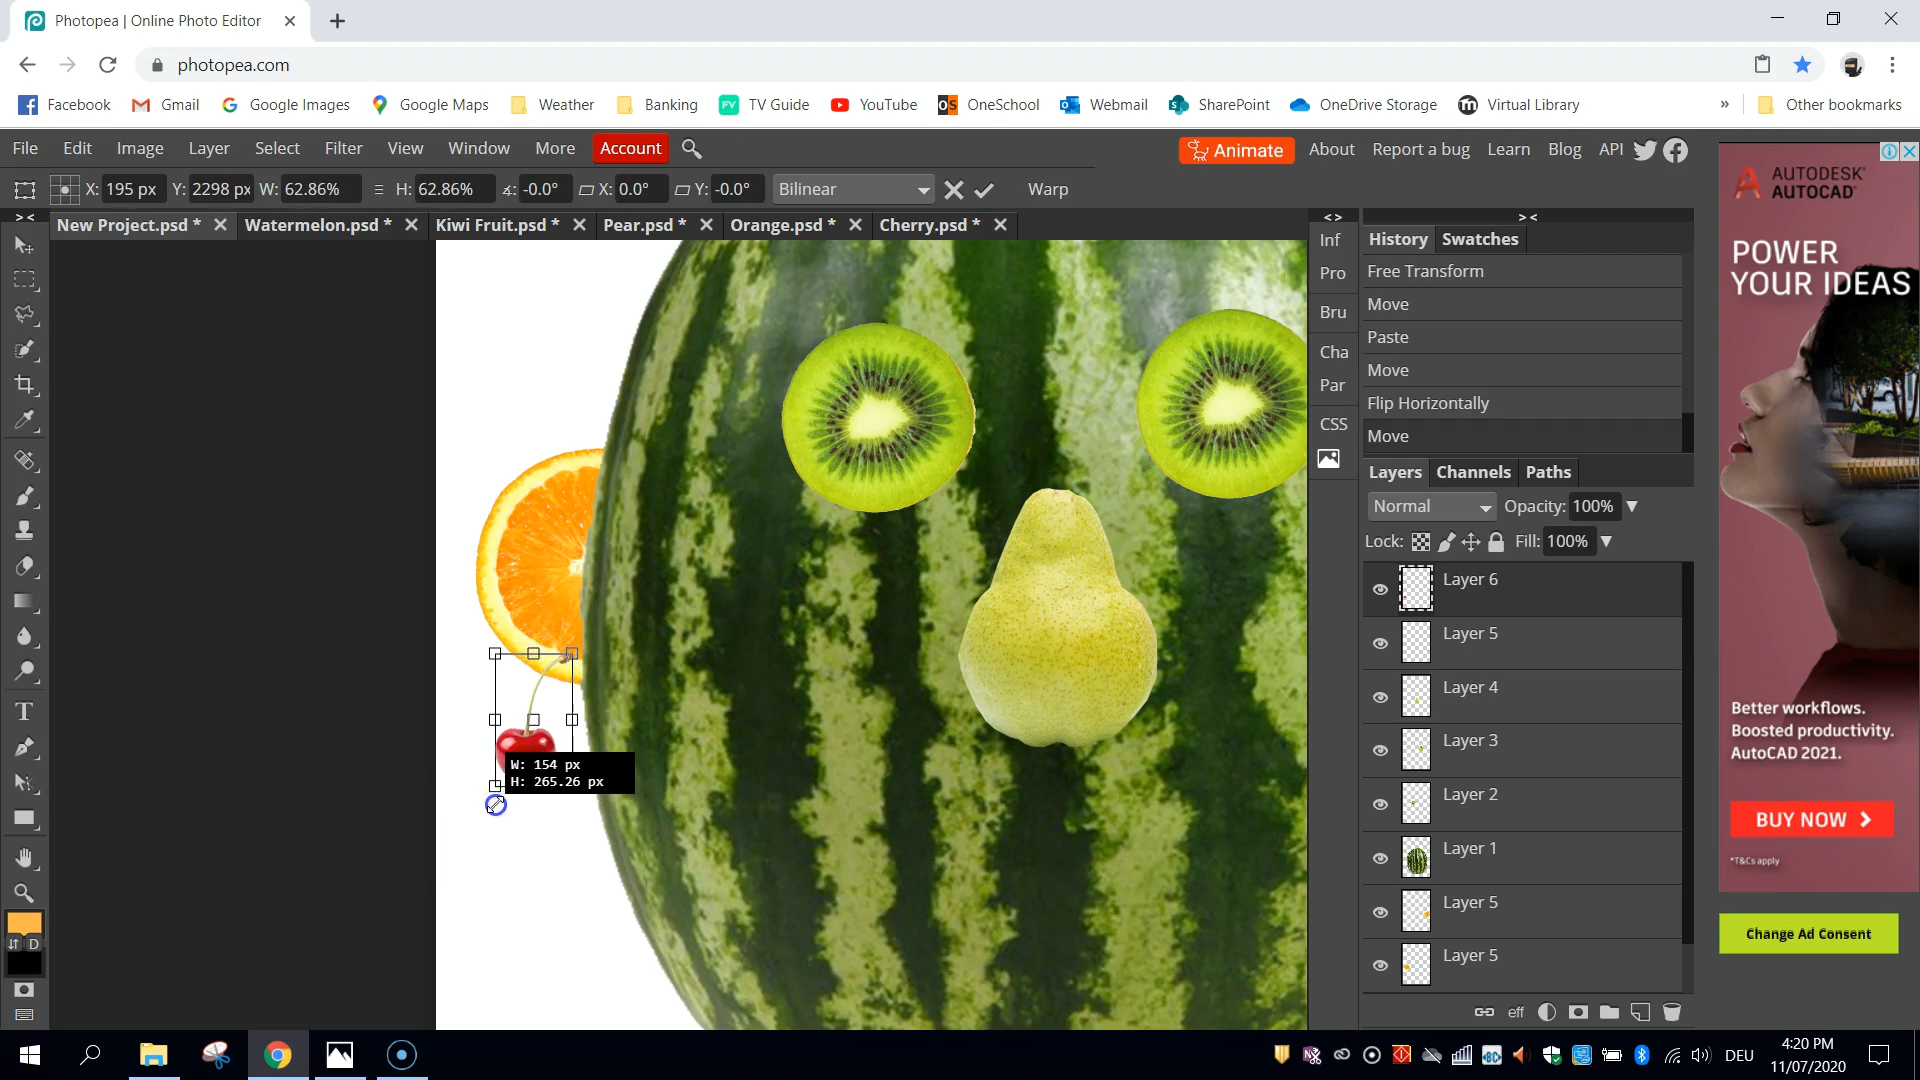 Photopea | Online Photo Editor
photopea.com
Facebook Gmail Google Images Google Maps Weather Banking TV Guide YouTube OneSchool Webmail SharePoint OneDrive Storage Virtual Library » Other bookmarks
File Edit Image Layer Select Filter View Window More Account Animate About Report a bug Learn Blog API
X: 195 px Y: 2298 px W: 62.86% H: 62.86% -0.0° X: 0.0° Y: -0.0° Bilinear Warp
New Project.psd * Watermelon.psd * Kiwi Fruit.psd * Pear.psd * Orange.psd * Cherry.psd *
> <
< >
> <
Inf
Pro
Bru
Cha
Par
CSS
History Swatches
Free Transform
Move
Paste
Move
Flip Horizontally
Move
Layers Channels Paths
Normal Opacity: 100%
Lock: Fill: 100%
Layer 6
Layer 5
Layer 4
Layer 3
Layer 2
Layer 1
Layer 5
Layer 5
eff
W: 154 px
H: 265.26 px
T
D
AUTODESK®
AUTOCAD®
POWER
YOUR IDEAS
Better workflows.
Boosted productivity.
AutoCAD 2021.
BUY NOW
*T&Cs apply
Change Ad Consent
DEU
4:20 PM
11/07/2020